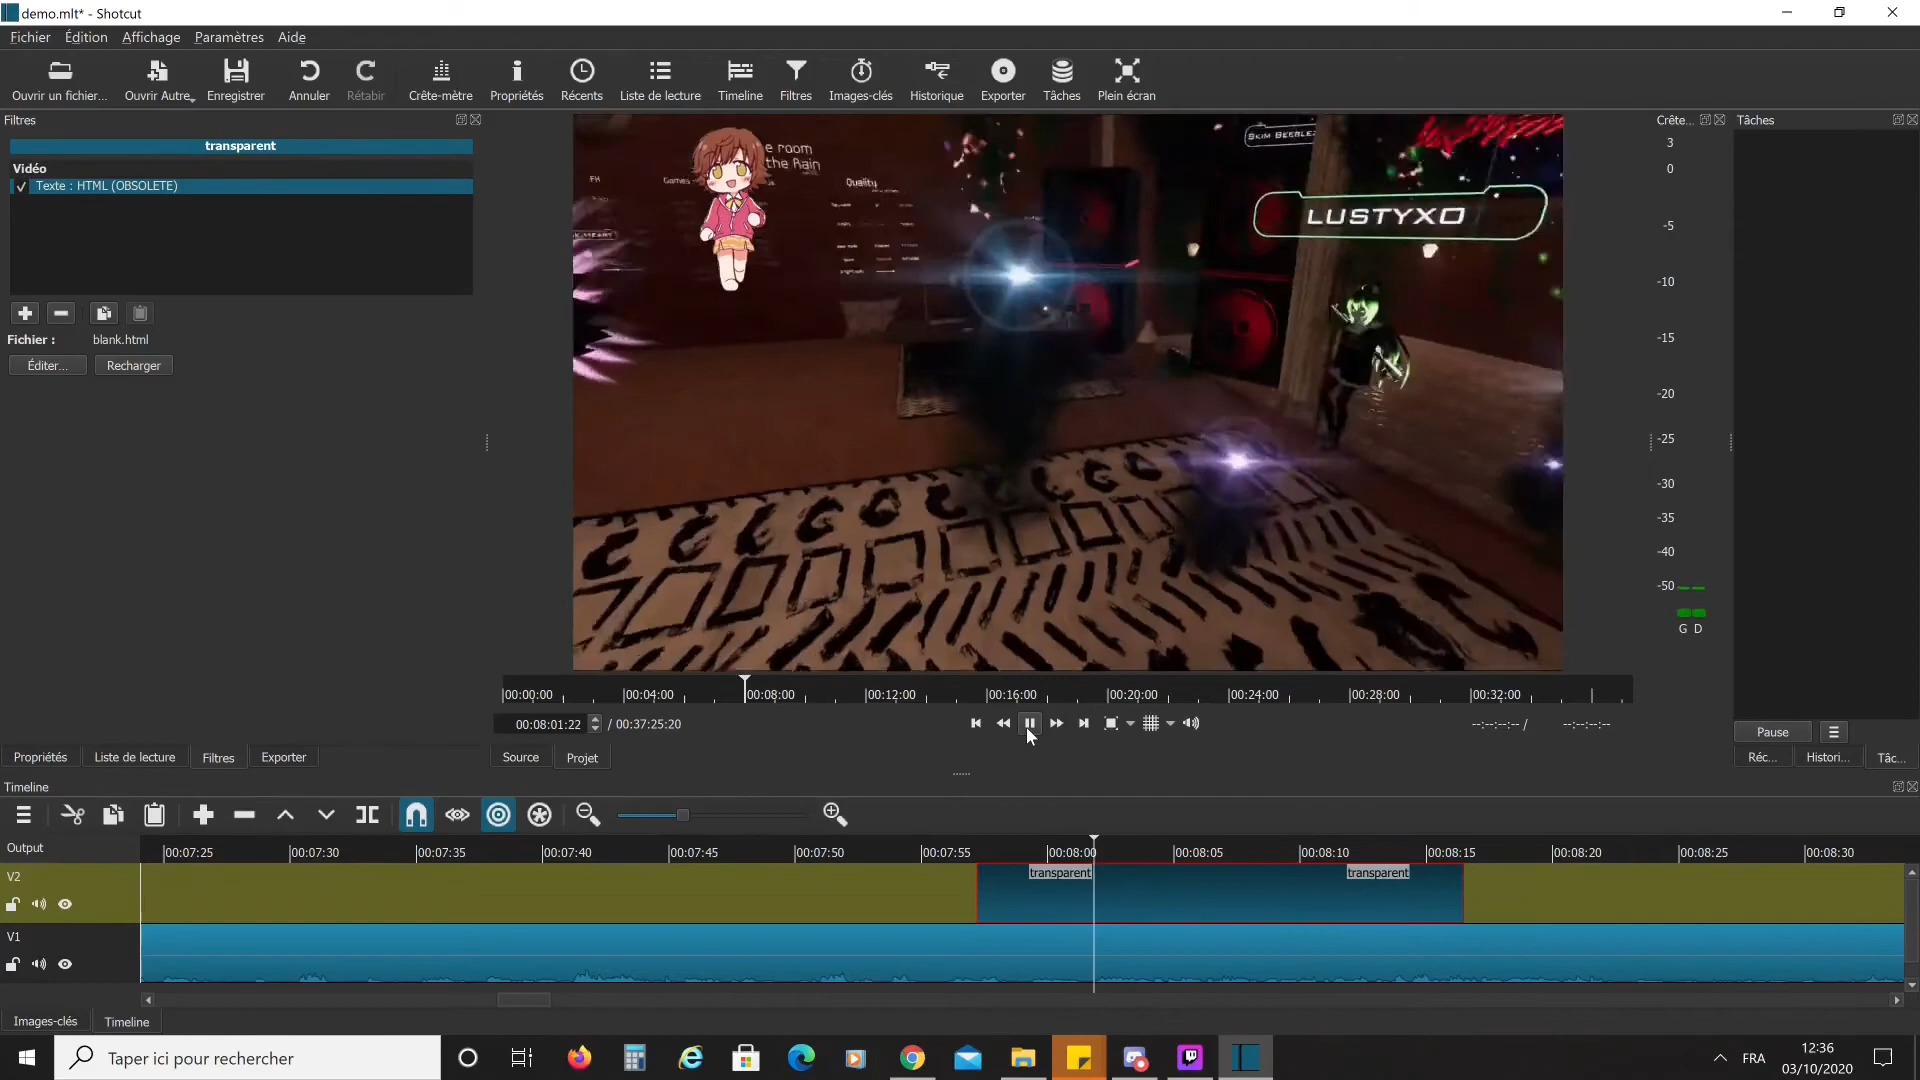 demo.mlt* - Shotcut
Fichier Édition Affichage Paramètres Aide
Ouvrir un fichier... Ouvrir Autre... Enregistrer Annuler Rétabir Crête-mètre Propriétés Récents Liste de lecture Timeline Filtres Images-clés Historique Exporter Tâches Plein écran
Filtres
Crête...
Tâches
transparent
Vidéo
Texte : HTML (OBSOLETE)
Fichier : blank.html
Éditer... Recharger
e room
the Rain
Games
Quality
LUSTYXO
3
0
-5
-10
-15
-20
-25
-30
-35
-40
-50
G D
00:00:00 00:04:00 00:08:00 00:12:00 00:16:00 00:20:00 00:24:00 00:28:00 00:32:00
00:08:01:22 / 00:37:25:20
--:--:--:-- / --:--:--:--
Pause
Propriétés Liste de lecture Filtres Exporter
Source Projet
Réc... Histori... Tâc...
Timeline
Output
00:07:25 00:07:30 00:07:35 00:07:40 00:07:45 00:07:50 00:07:55 00:08:00 00:08:05 00:08:10 00:08:15 00:08:20 00:08:25 00:08:30
V2
transparent transparent
V1
Images-clés Timeline
Taper ici pour rechercher
FRA
12:36
03/10/2020